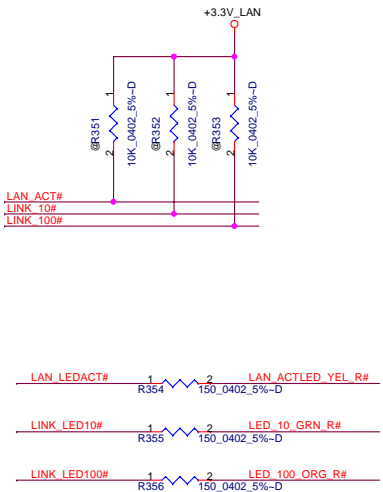 +3.3V_LAN
1 1 1
@R351 10K_0402_5%~D @R352 10K_0402_5%~D @R353 10K_0402_5%~D
2 2 2
LAN_ACT#
LINK_10#
LINK_100#
LAN_LEDACT# 1 2 LAN_ACTLED_YEL_R#
R354 150_0402_5%~D
LINK_LED10# 1 2 LED_10_GRN_R#
R355 150_0402_5%~D
LINK_LED100# 1 2 LED_100_ORG_R#
R356 150_0402_5%~D